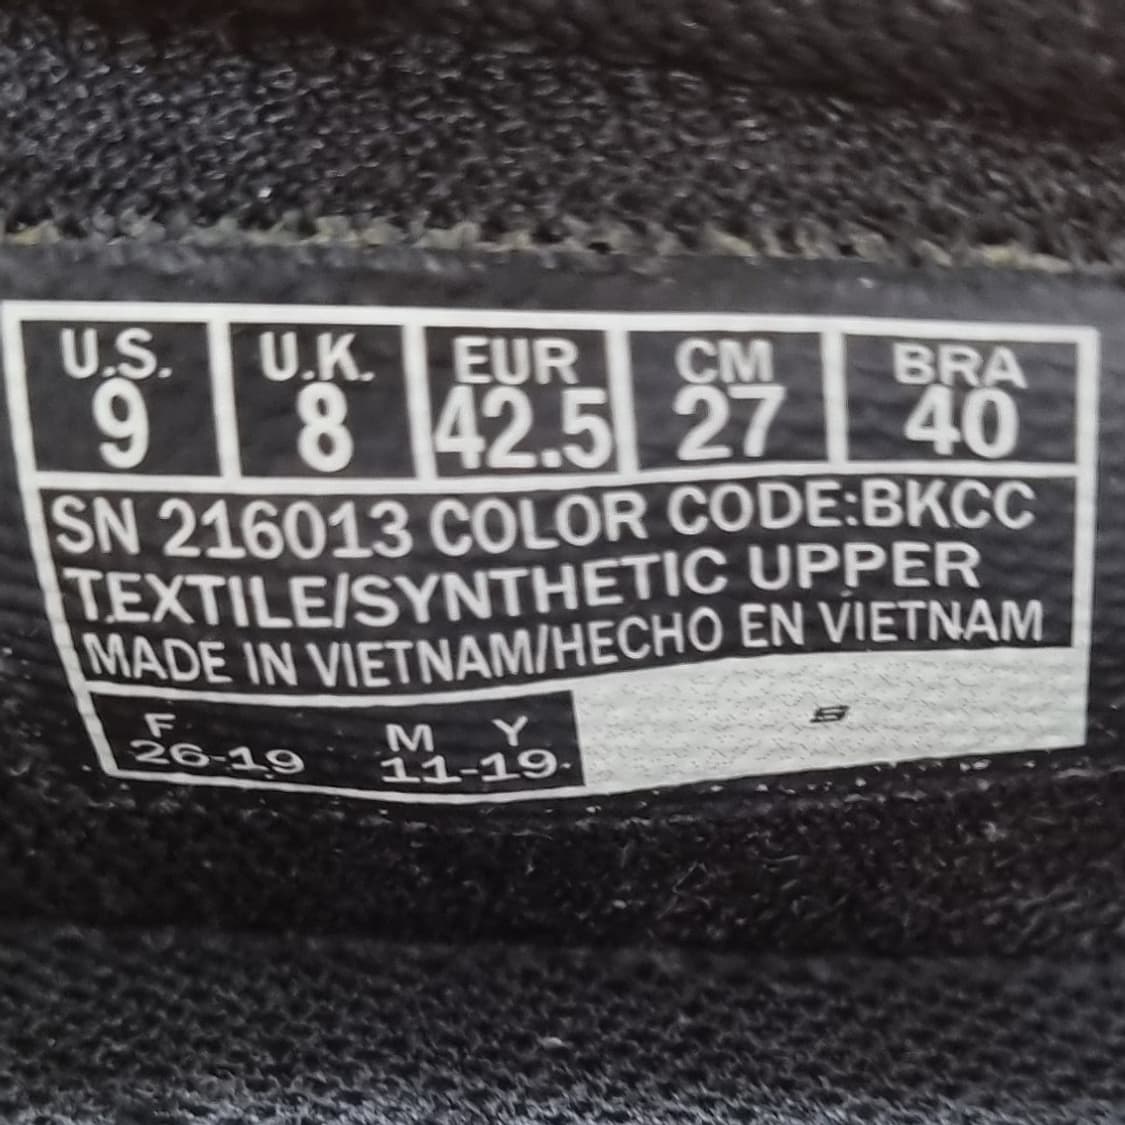 U.S. U.K. EUR CM BRA
9 8 42.5 27 40
SN 216013 COLOR CODE:BKCC
TEXTILE/SYNTHETIC UPPER
MADE IN VIETNAM/HECHO EN VIETNAM
F M Y
26-19 11-19
S